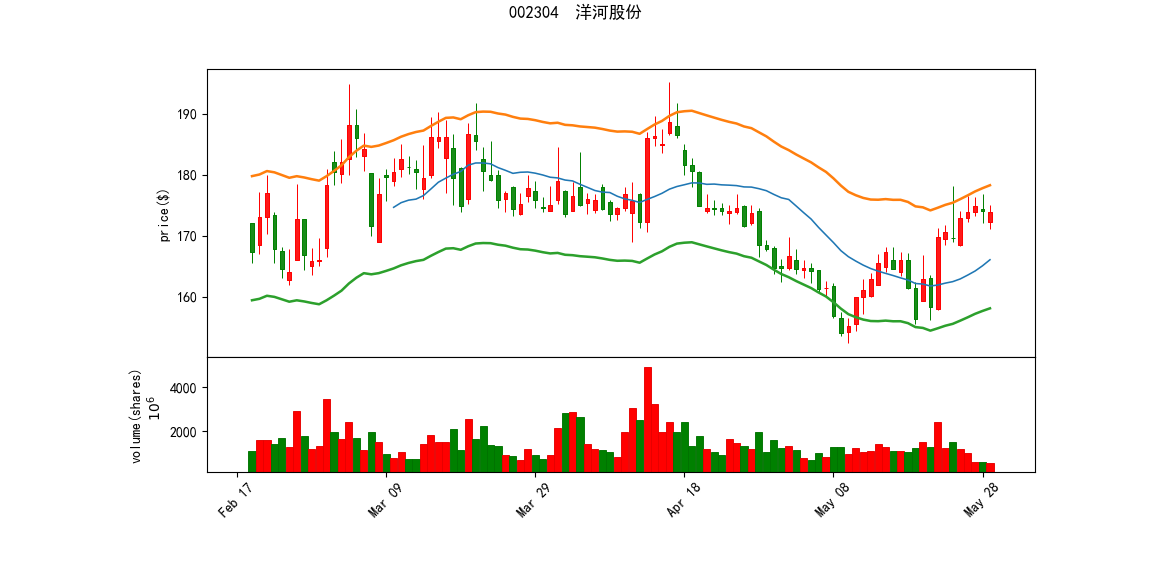 002304 洋河股份
190
180
170
160
price($)
4000
2000
volume(shares)
10^6
Feb 17
Mar 09
Mar 29
Apr 18
May 08
May 28